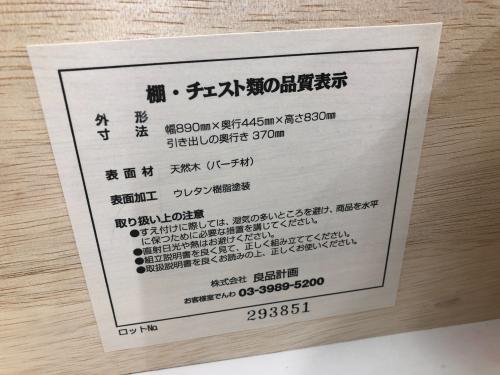 棚・チェスト類の品質表示
外形寸法 幅890mm×奥行445mm×高さ830mm
引き出しの奥行き 370mm
表面材 天然木（バーチ材）
表面加工 ウレタン樹脂塗装
取り扱い上の注意
●すえ付けに際しては、湿気の多いところを避け、商品を水平
に保つために必要な措置を講じてください。
●直射日光や熱はお避けください。
●組立説明書を良く見て、正しく組み立ててください。
●取扱説明書を良くお読みの上、正しくお使いください。
株式会社 良品計画
お客様室でんわ 03-3989-5200
ロットNo. 293851